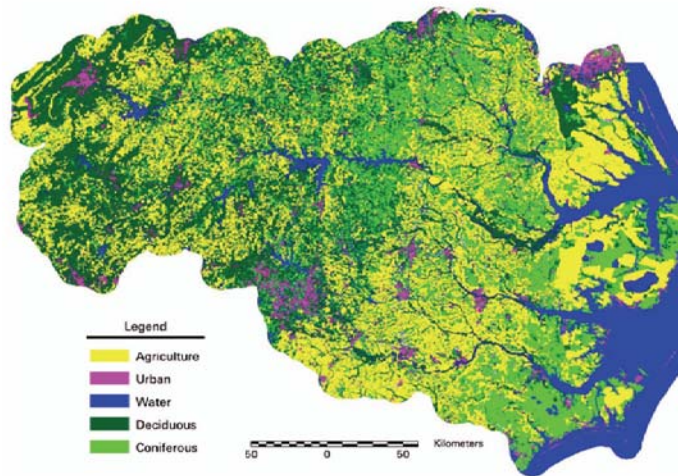 Legend
Agriculture
Urban
Water
Deciduous
Coniferous
50 0 50 Kilometers